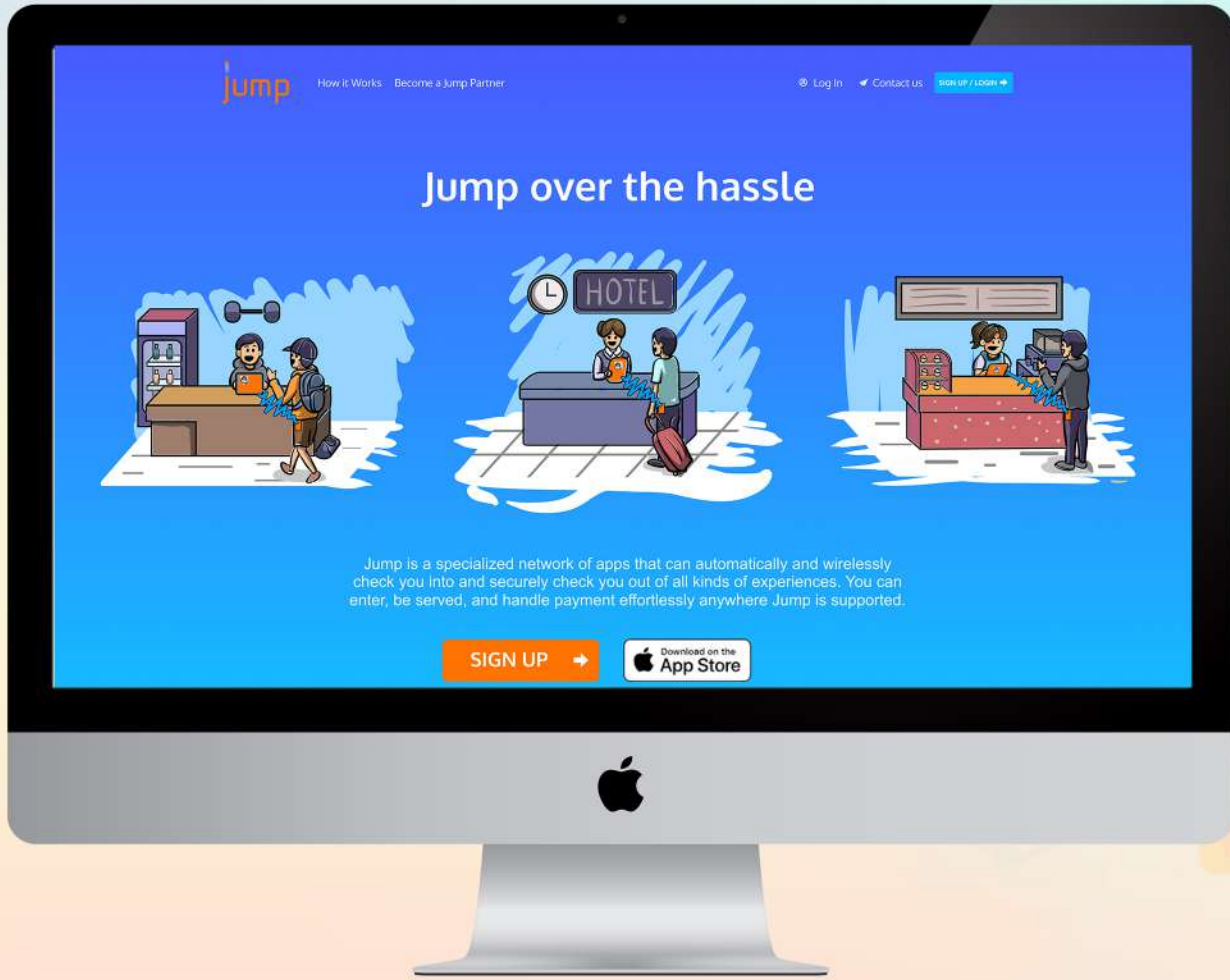 jump
How it Works Become a Jump Partner
Log In Contact us SIGN UP / LOGIN
Jump over the hassle
HOTEL
Jump is a specialized network of apps that can automatically and wirelessly
check you into and securely check you out of all kinds of experiences. You can
enter, be served, and handle payment effortlessly anywhere Jump is supported.
SIGN UP
Download on the
App Store